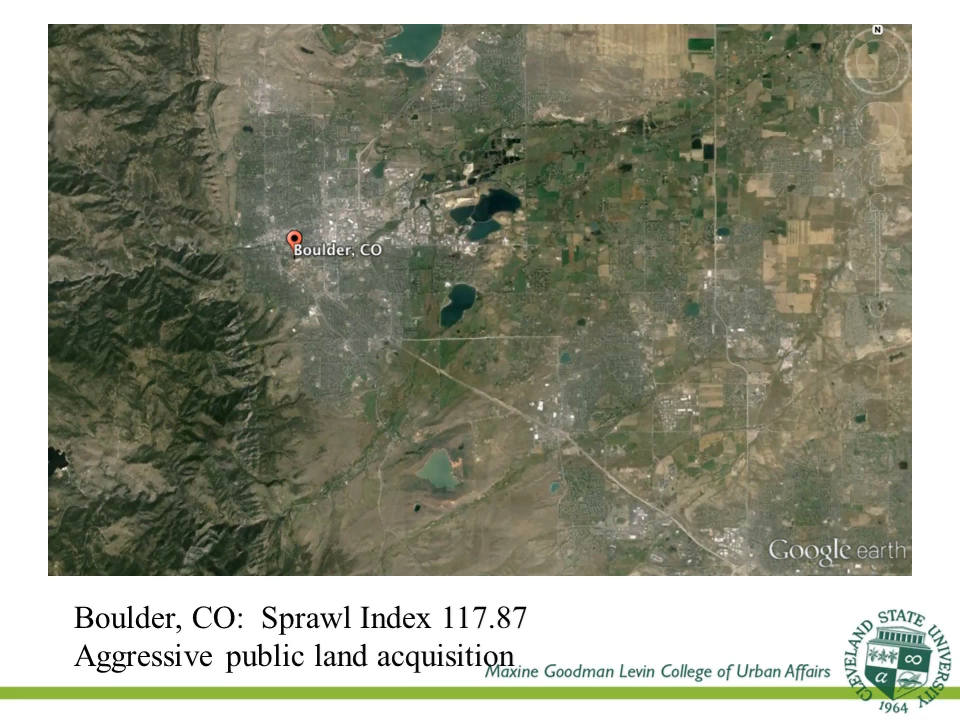 N
Boulder, CO
Google earth
Boulder, CO: Sprawl Index 117.87
Aggressive public land acquisition
Maxine Goodman Levin College of Urban Affairs
CLEVELAND STATE UNIVERSITY
1964